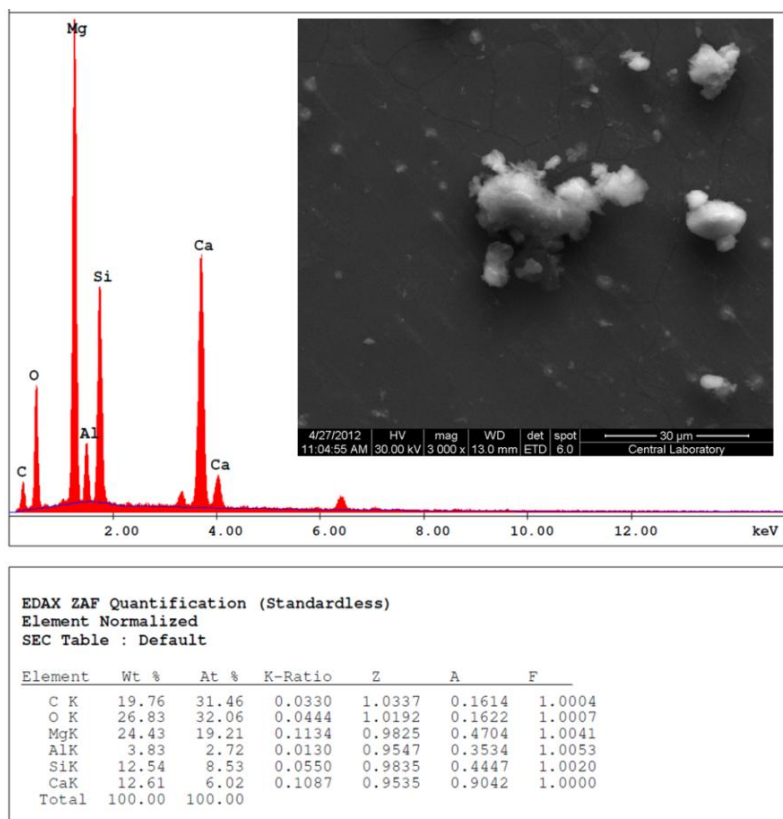 Mg
Ca
Si
O
Al
C
Ca
2.00 4.00 6.00 8.00 10.00 12.00 keV
4/27/2012 HV mag WD det spot 30 µm
11:04:55 AM 30.00 kV 3 000 x 13.0 mm ETD 6.0 Central Laboratory
EDAX ZAF Quantification (Standardless)
Element Normalized
SEC Table : Default
Element Wt % At % K-Ratio Z A F
C K 19.76 31.46 0.0330 1.0337 0.1614 1.0004
O K 26.83 32.06 0.0444 1.0192 0.1622 1.0007
MgK 24.43 19.21 0.1134 0.9825 0.4704 1.0041
AlK 3.83 2.72 0.0130 0.9547 0.3534 1.0053
SiK 12.54 8.53 0.0550 0.9835 0.4447 1.0020
CaK 12.61 6.02 0.1087 0.9535 0.9042 1.0000
Total 100.00 100.00